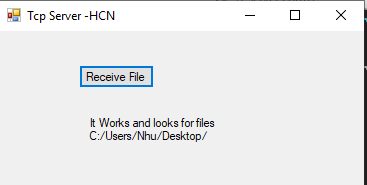 Tcp Server -HCN
Receive File
It Works and looks for files
C:/Users/Nhu/Desktop/